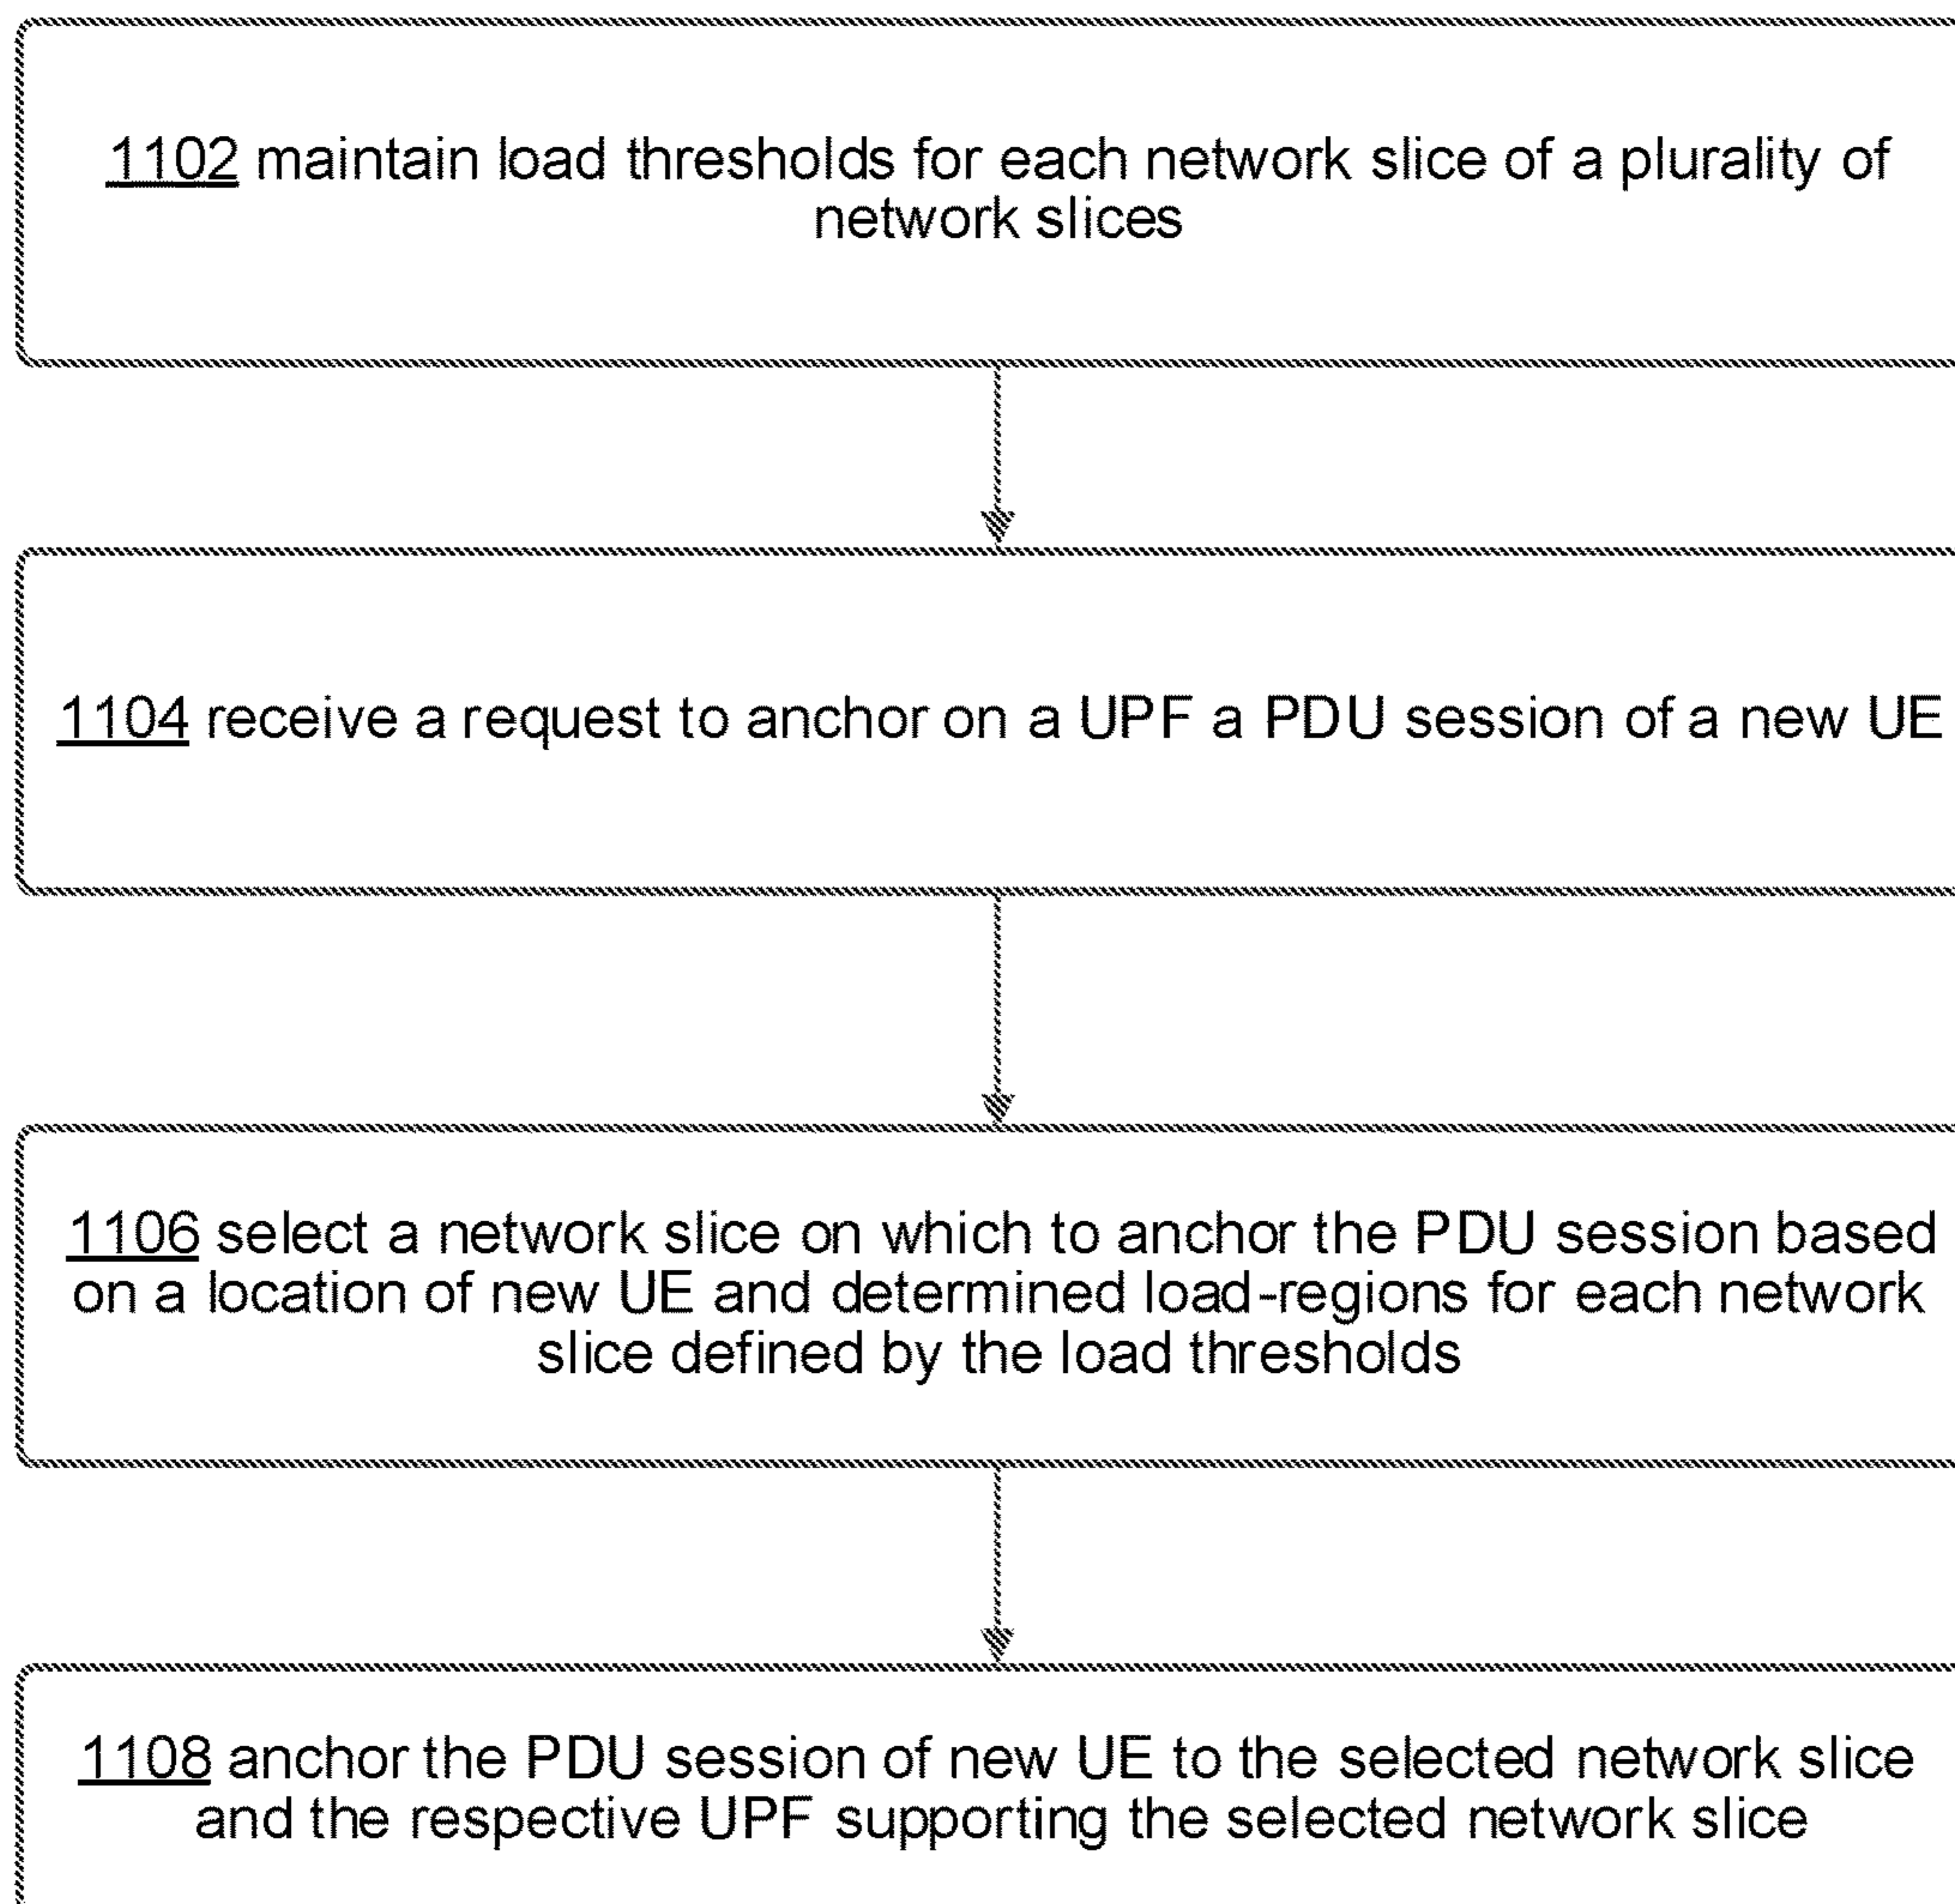 1102 maintain load thresholds for each network slice of a plurality of
network slices
1104 receive a request to anchor on a UPF a PDU session of a new UE
1106 select a network slice on which to anchor the PDU session based
on a location of new UE and determined load-regions for each network
slice defined by the load thresholds
1108 anchor the PDU session of new UE to the selected network slice
and the respective UPF supporting the selected network slice